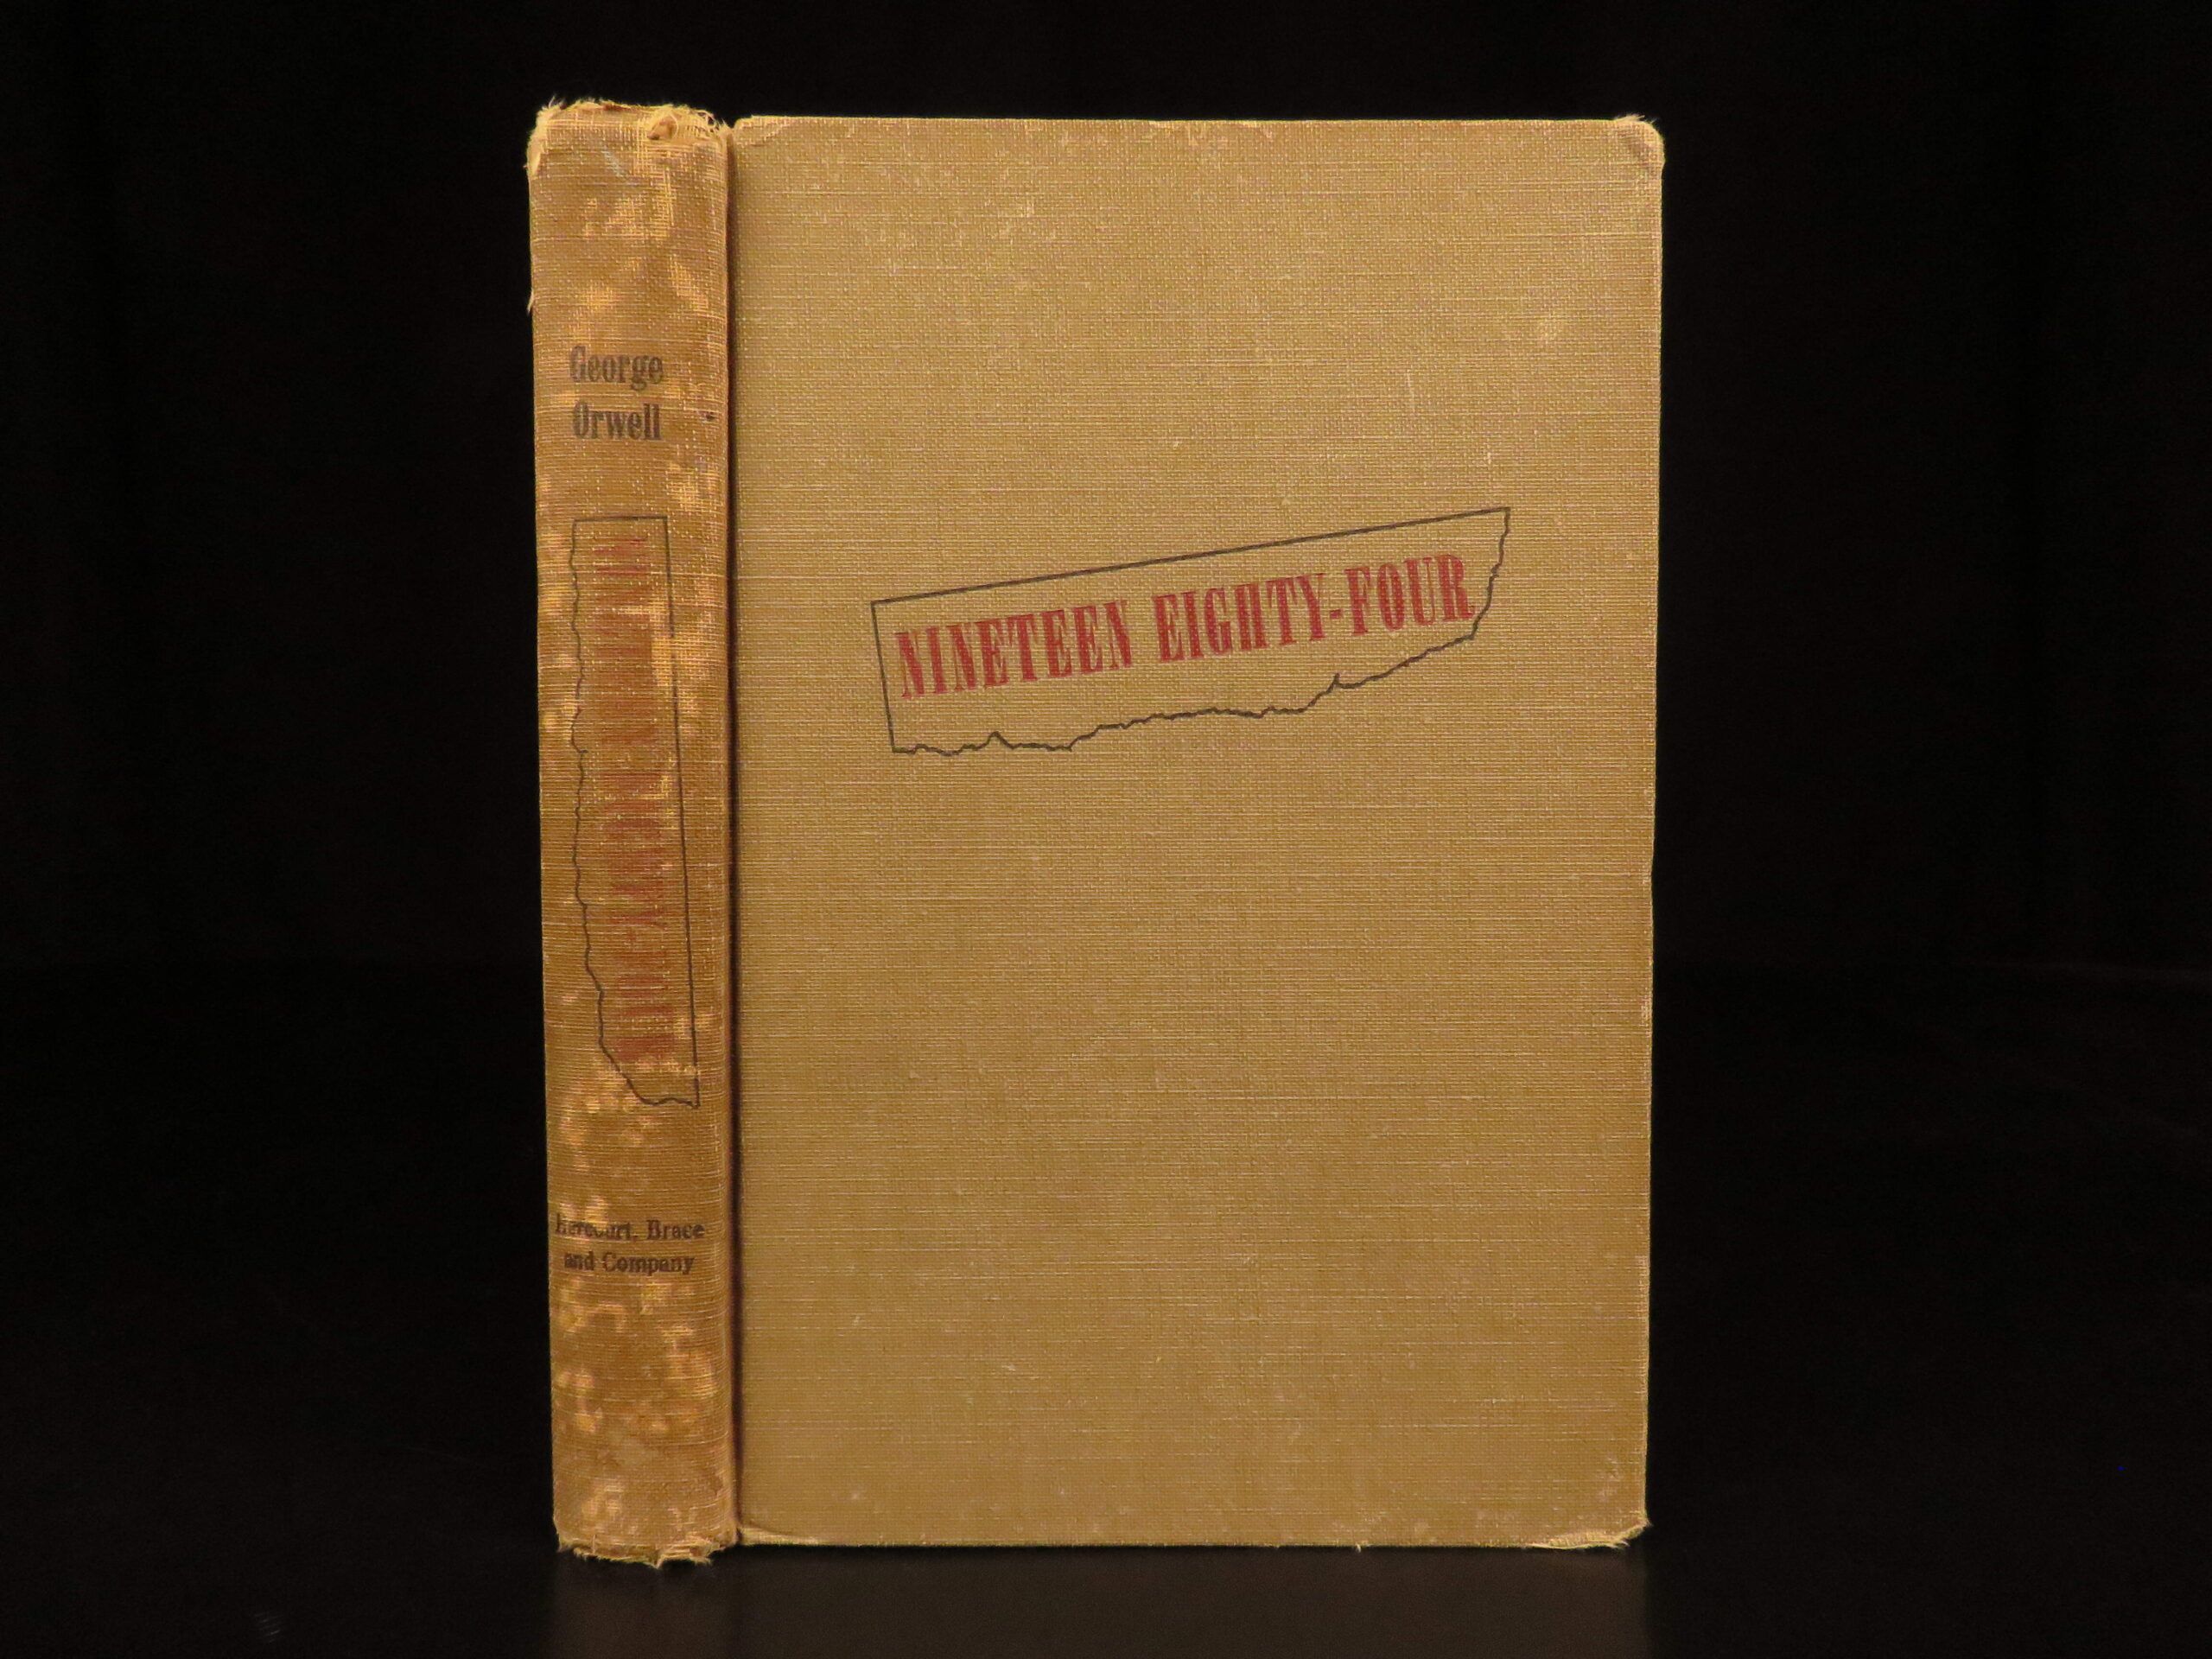 George
Orwell
NINETEEN EIGHTY-FOUR
Harcourt, Brace
and Company
NINETEEN EIGHTY-FOUR